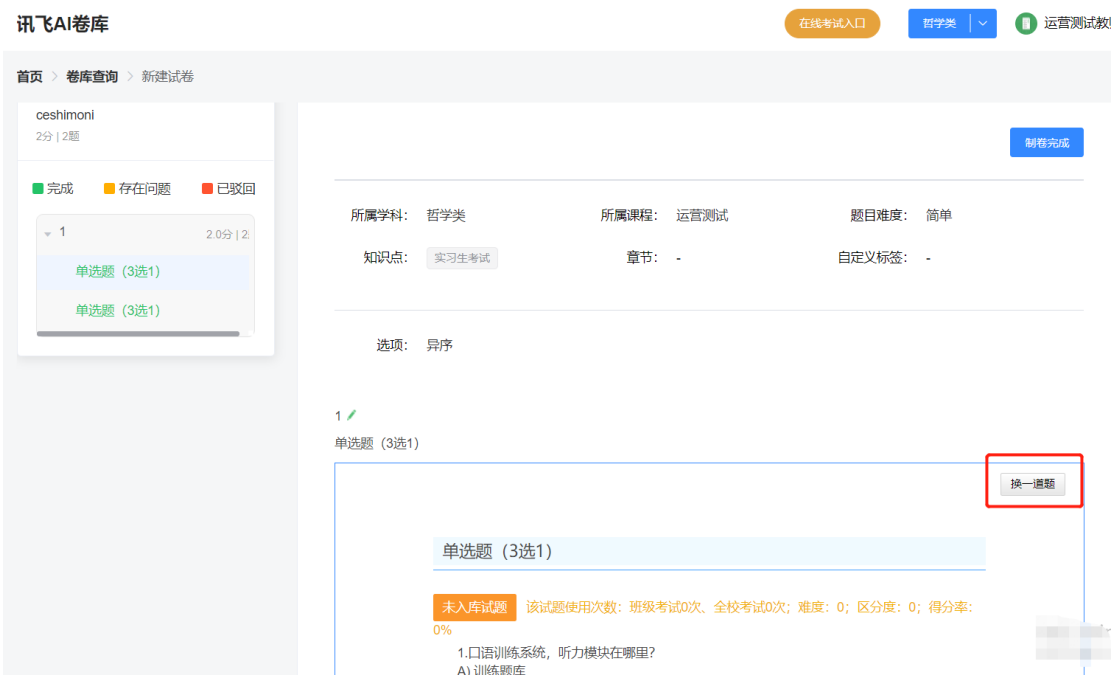 讯飞AI卷库
在线考试入口
哲学类
运营测试教
首页 > 卷库查询 > 新建试卷
ceshimoni
2分 | 2题
完成 存在问题 已驳回
1 2.0分 | 2
单选题（3选1）
单选题（3选1）
制卷完成
所属学科： 哲学类 所属课程： 运营测试 题目难度： 简单
知识点： 实习生考试 章节： - 自定义标签： -
选项： 异序
1
单选题（3选1）
换一道题
单选题（3选1）
未入库试题 该试题使用次数：班级考试0次、全校考试0次；难度：0；区分度：0；得分率：
0%
1.口语训练系统，听力模块在哪里?
A) 训练题库